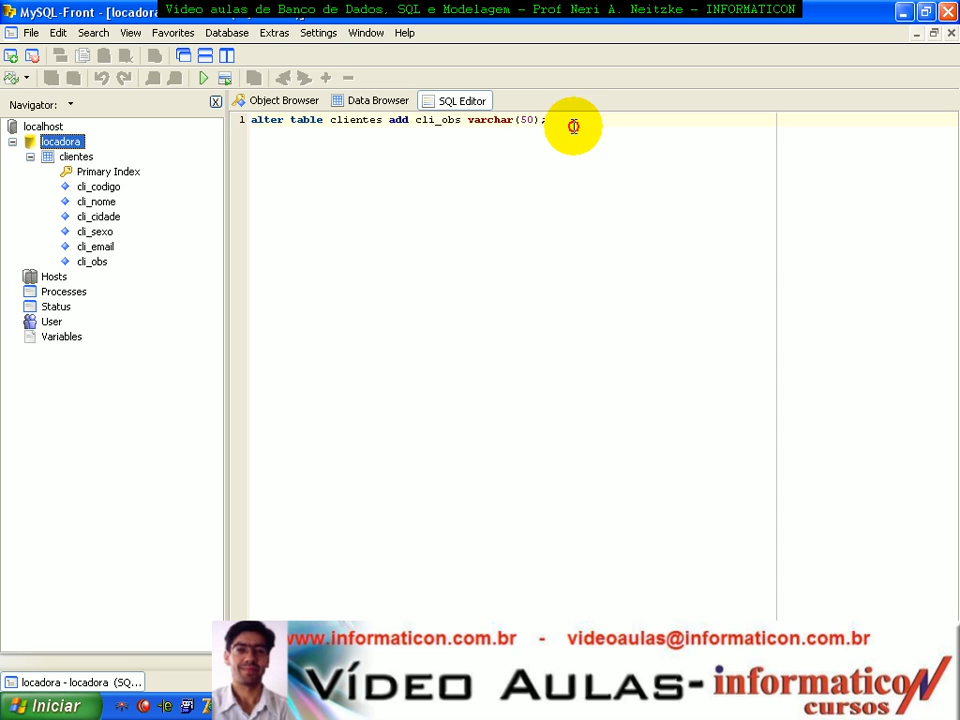 MySQL-Front - [locadora
Video aulas de Banco de Dados, SQL e Modelagem - Prof Neri A. Neitzke - INFORMATICON
File Edit Search View Favorites Database Extras Settings Window Help
Navigator:
Object Browser Data Browser SQL Editor
1 alter table clientes add cli_obs varchar(50);
localhost
locadora
clientes
Primary Index
cli_codigo
cli_nome
cli_cidade
cli_sexo
cli_email
cli_obs
Hosts
Processes
Status
User
Variables
www.informaticon.com.br - videoaulas@informaticon.com.br
VÍDEO AULAS-informaticoN
cursos
locadora - locadora (SQ...
Iniciar